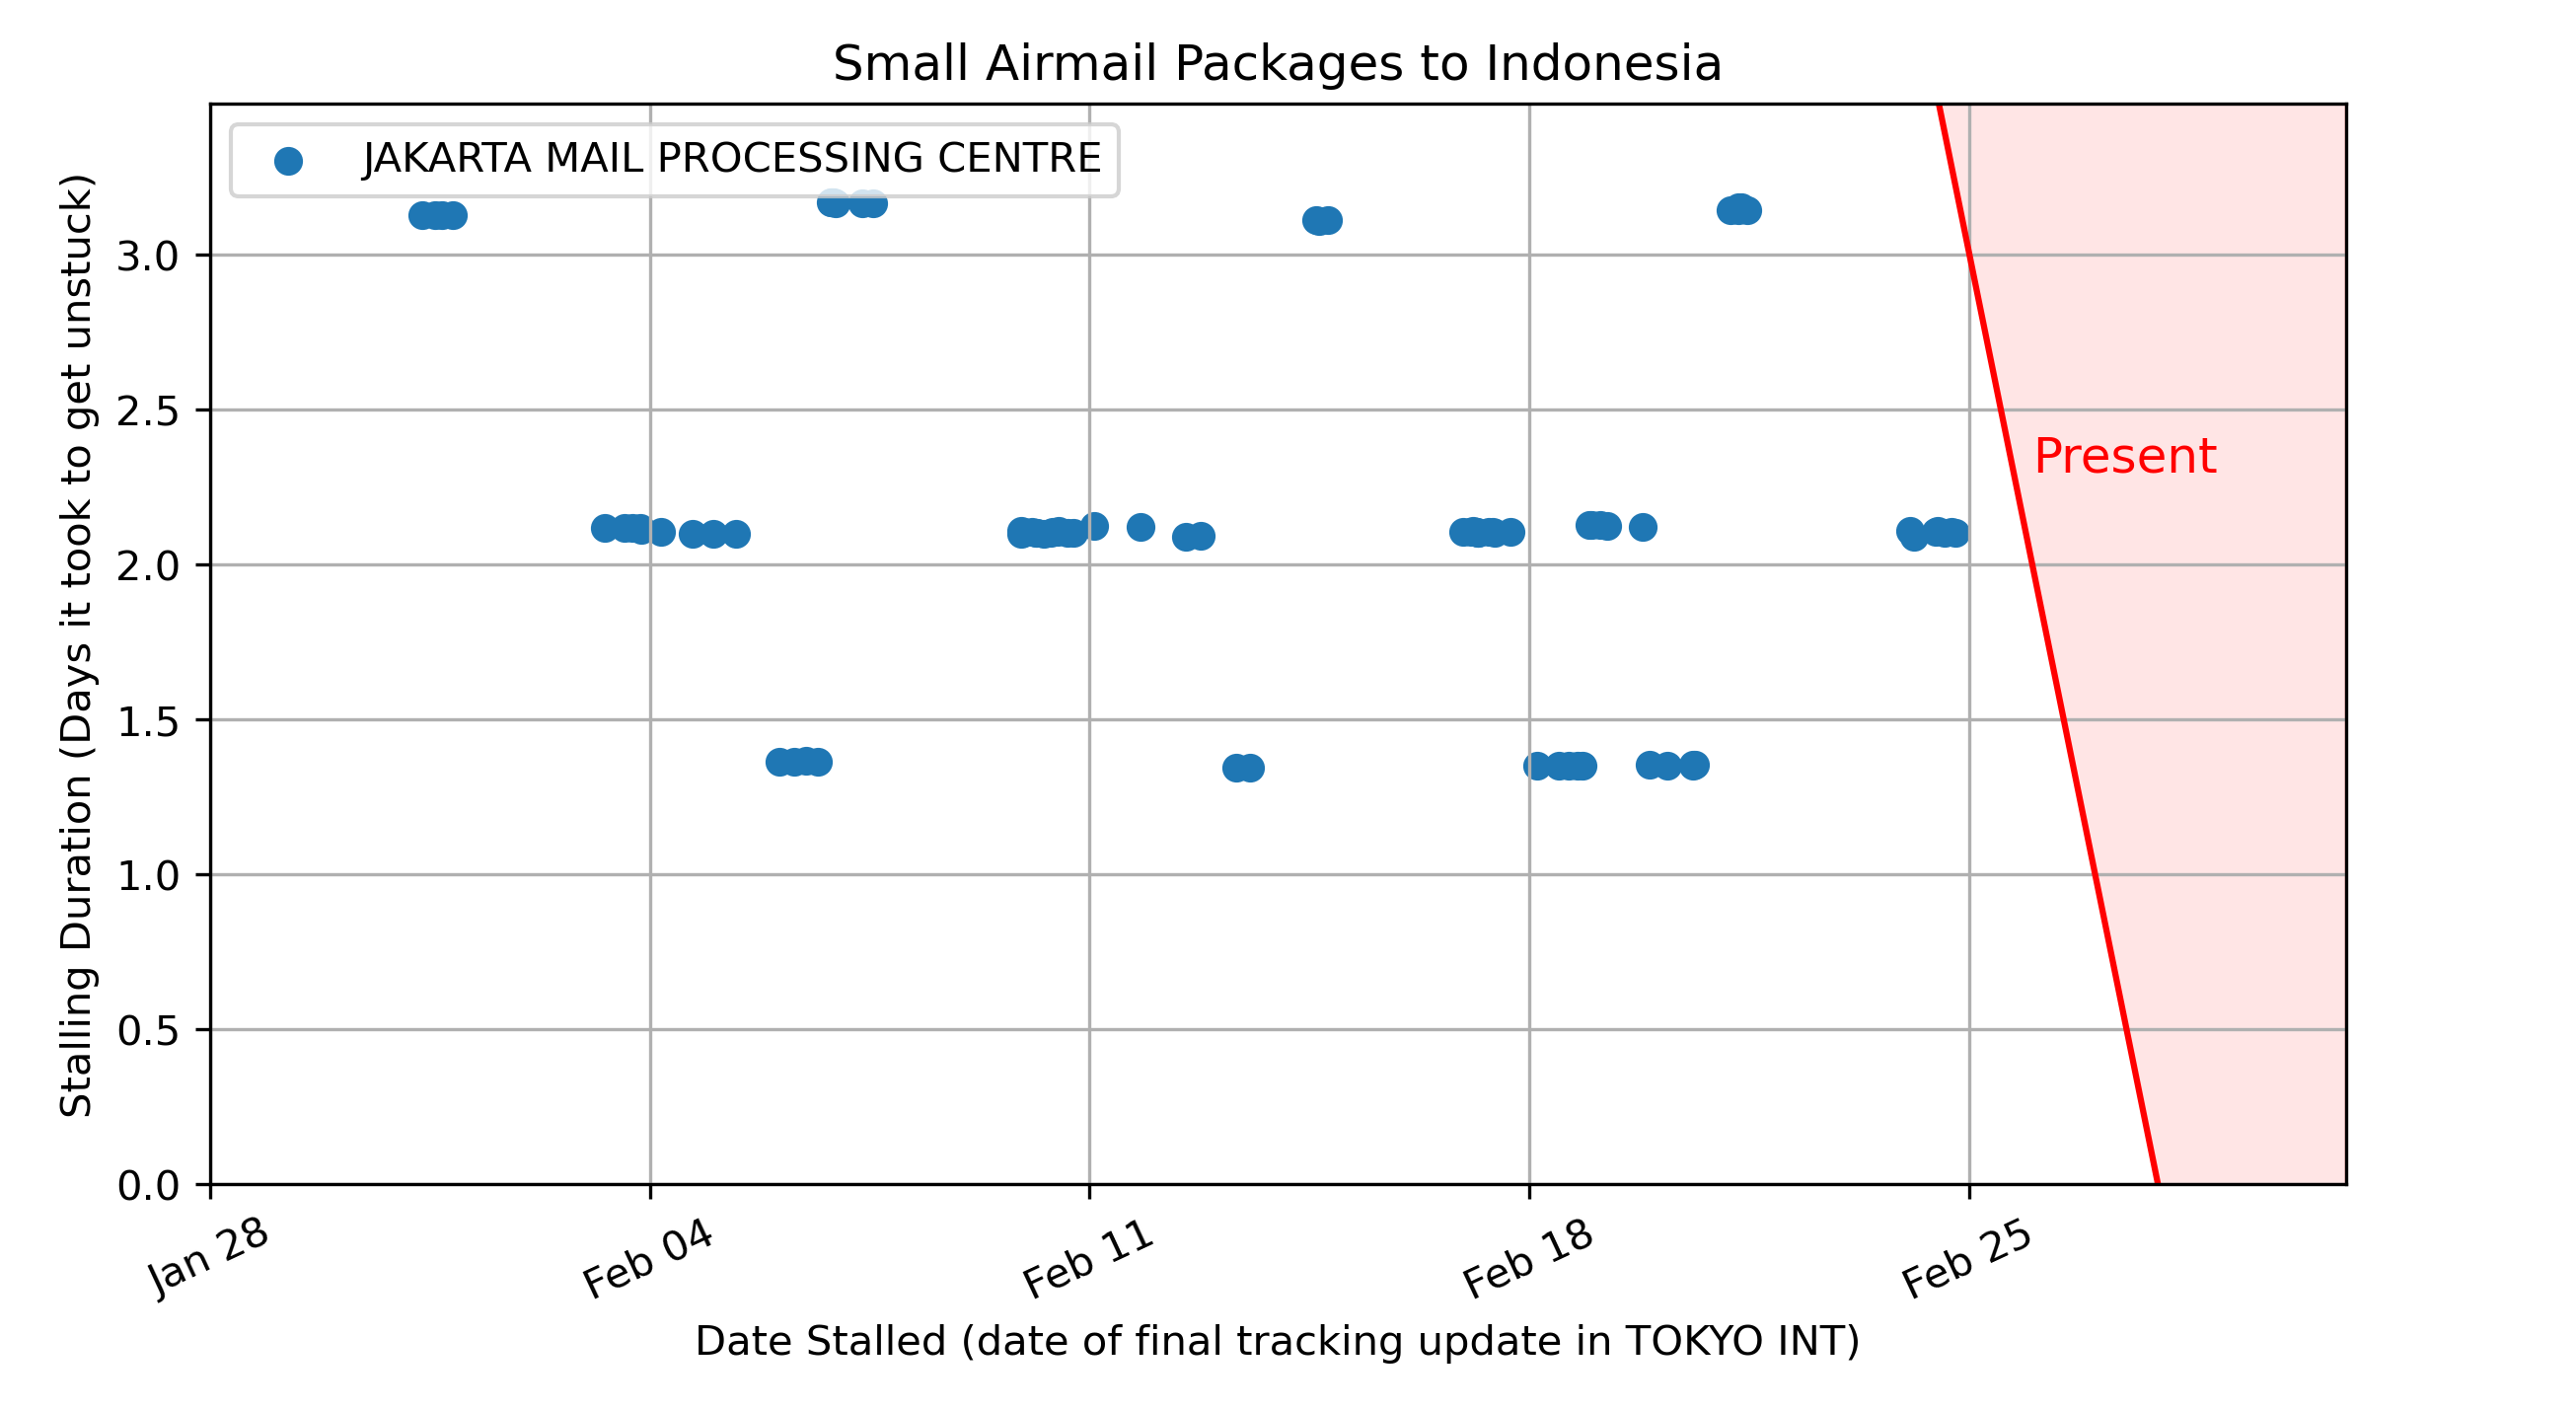 Small Airmail Packages to Indonesia
JAKARTA MAIL PROCESSING CENTRE
Stalling Duration (Days it took to get unstuck)
3.0
2.5
2.0
1.5
1.0
0.5
0.0
Present
Jan 28
Feb 04
Feb 11
Feb 18
Feb 25
Date Stalled (date of final tracking update in TOKYO INT)